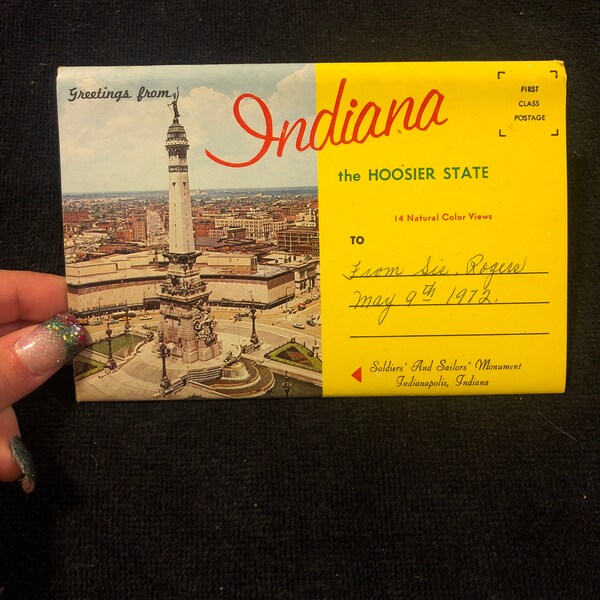 Greetings from
Indiana
FIRST
CLASS
POSTAGE
the HOOSIER STATE
14 Natural Color Views
TO
From Sis. Rogers
May 9th 1972.
Soldiers' And Sailors' Monument
Indianapolis, Indiana